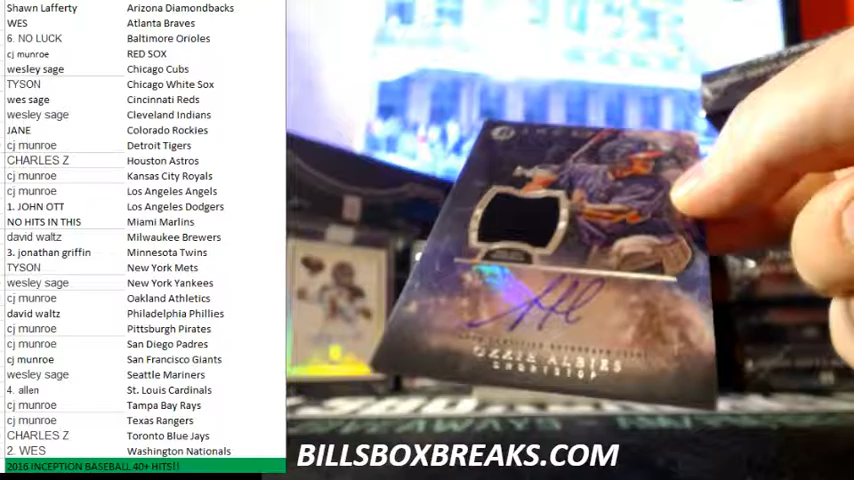 Shawn Lafferty Arizona Diamondbacks
WES Atlanta Braves
6. NO LUCK Baltimore Orioles
cj munroe RED SOX
wesley sage Chicago Cubs
TYSON Chicago White Sox
wes sage Cincinnati Reds
wesley sage Cleveland Indians
JANE Colorado Rockies
cj munroe Detroit Tigers
CHARLES Z Houston Astros
cj munroe Kansas City Royals
cj munroe Los Angeles Angels
1. JOHN OTT Los Angeles Dodgers
NO HITS IN THIS Miami Marlins
david waltz Milwaukee Brewers
3. jonathan griffin Minnesota Twins
TYSON New York Mets
wesley sage New York Yankees
cj munroe Oakland Athletics
david waltz Philadelphia Phillies
cj munroe Pittsburgh Pirates
cj munroe San Diego Padres
cj munroe San Francisco Giants
wesley sage Seattle Mariners
4. allen St. Louis Cardinals
cj munroe Tampa Bay Rays
cj munroe Texas Rangers
CHARLES Z Toronto Blue Jays
2. WES Washington Nationals
2016 INCEPTION BASEBALL 40+ HITS!!
OZZIE ALBIES
SHORTSTOP
BILLSBOXBREAKS.COM